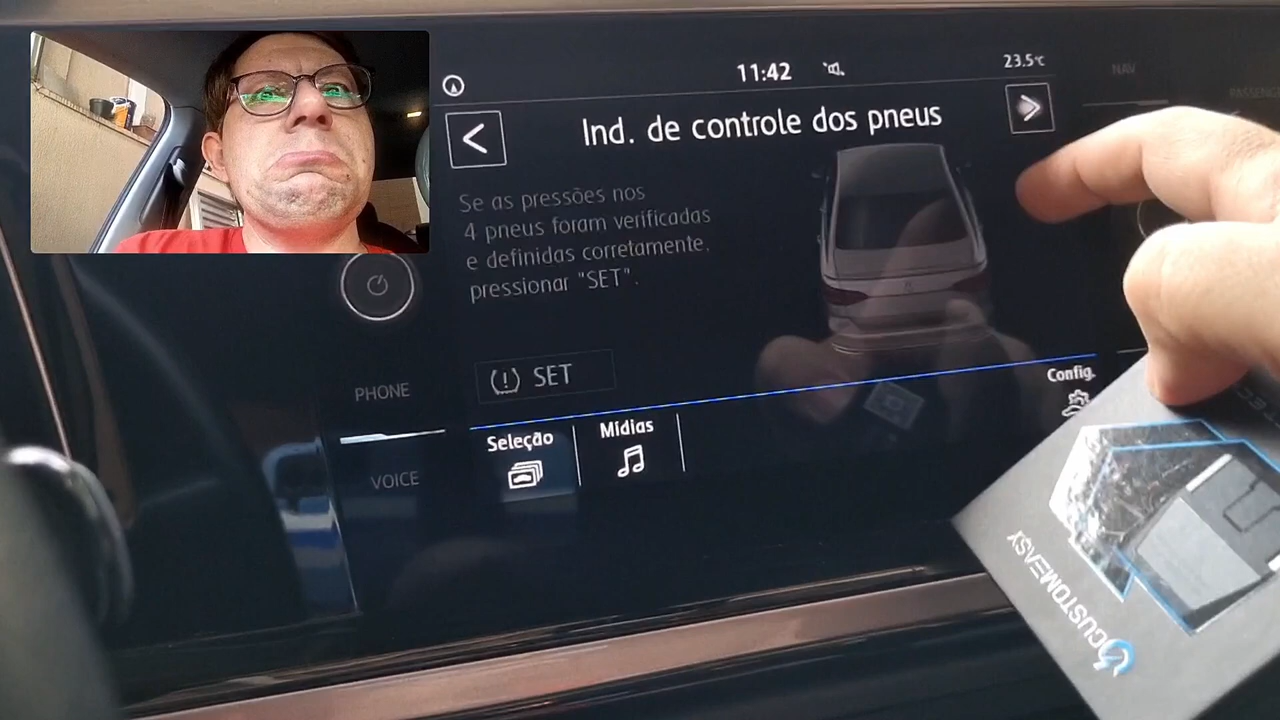 11:42
23.5℃
NAV
Ind. de controle dos pneus
Se as pressões nos
4 pneus foram verificadas
e definidas corretamente,
pressionar "SET".
SET
PHONE
VOICE
Seleção
Mídias
Config.
CUSTOMEASY